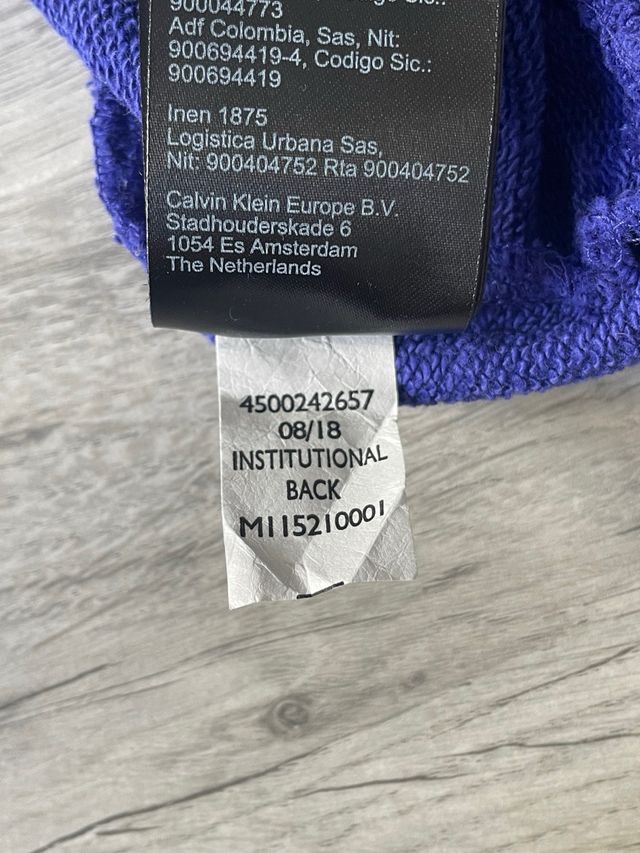 900044773
Adf Colombia, Sas, Nit:
900694419-4, Codigo Sic.:
900694419
Inen 1875
Logistica Urbana Sas,
Nit: 900404752 Rta 900404752
Calvin Klein Europe B.V.
Stadhouderskade 6
1054 Es Amsterdam
The Netherlands
4500242657
08/18
INSTITUTIONAL
BACK
M115210001